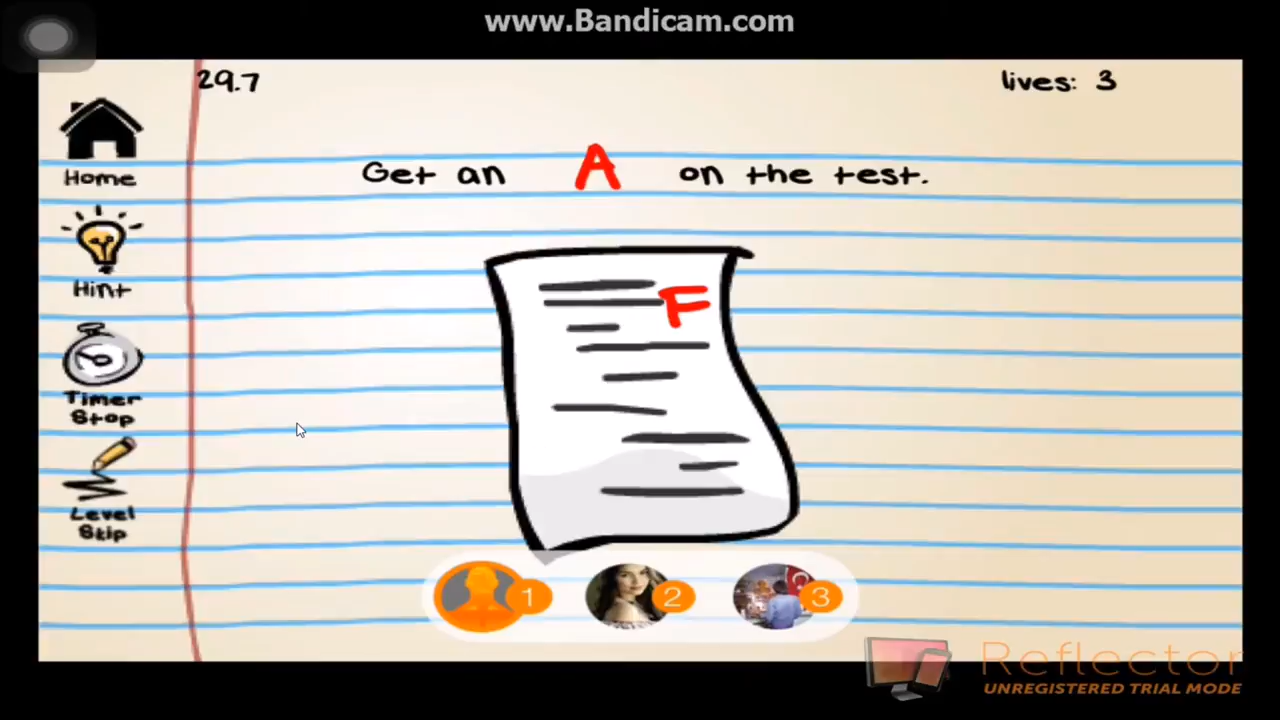 www.Bandicam.com
29.7
lives: 3
Home
Get an A on the test.
Hint
F
Timer
Stop
Level
Skip
1
2
3
Reflector
UNREGISTERED TRIAL MODE